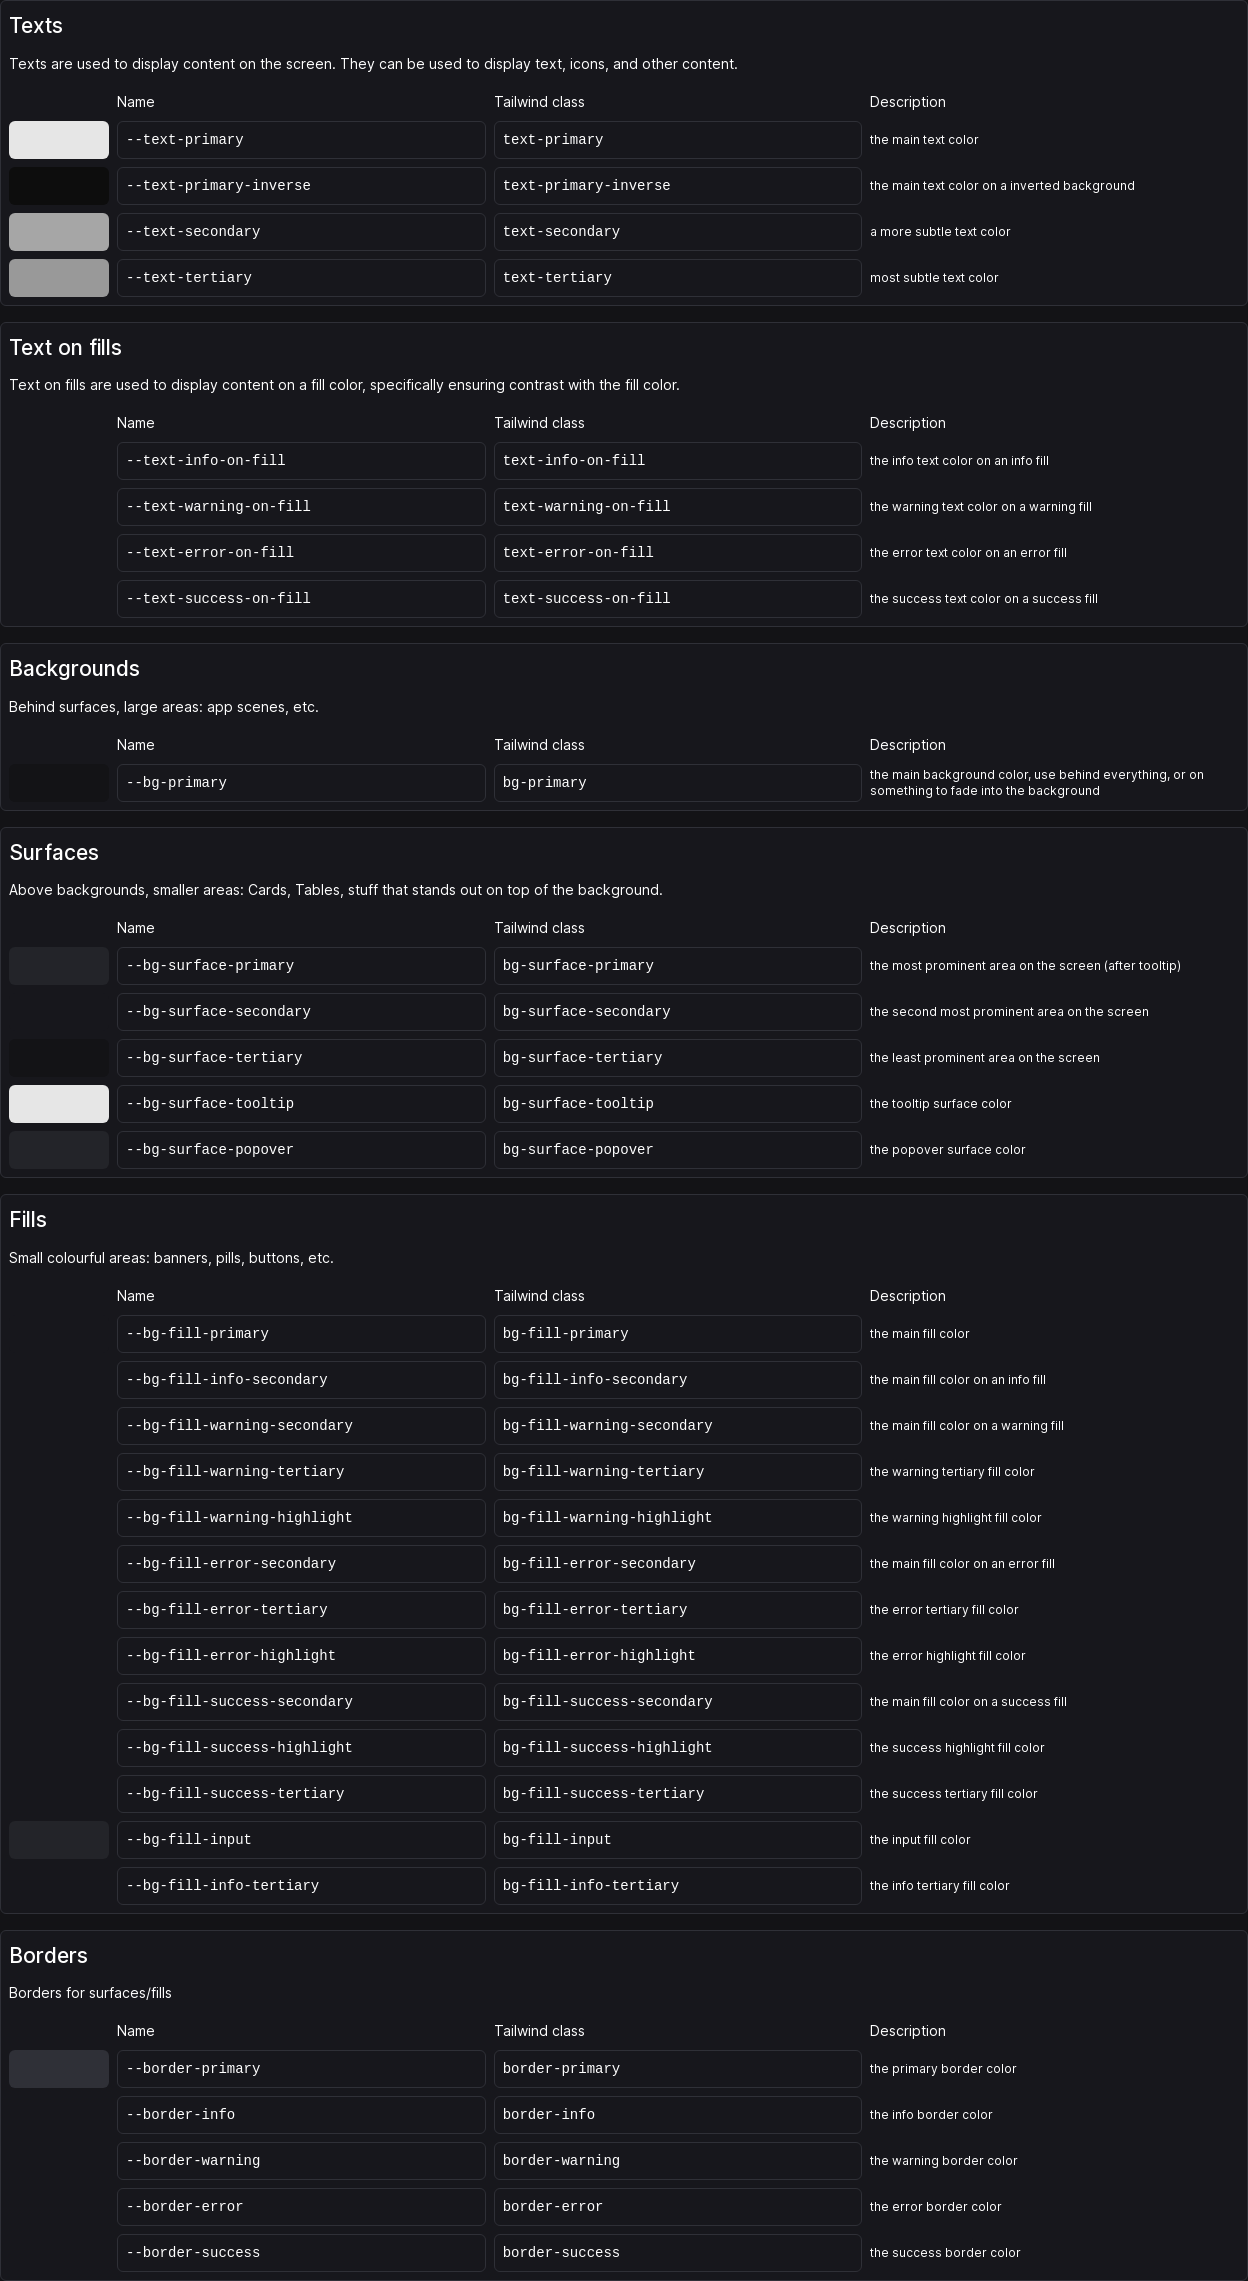 Texts
Texts are used to display content on the screen. They can be used to display text, icons, and other content.
Name Tailwind class Description
--text-primary text-primary the main text color
--text-primary-inverse text-primary-inverse the main text color on a inverted background
--text-secondary text-secondary a more subtle text color
--text-tertiary text-tertiary most subtle text color
Text on fills
Text on fills are used to display content on a fill color, specifically ensuring contrast with the fill color.
Name Tailwind class Description
--text-info-on-fill text-info-on-fill the info text color on an info fill
--text-warning-on-fill text-warning-on-fill the warning text color on a warning fill
--text-error-on-fill text-error-on-fill the error text color on an error fill
--text-success-on-fill text-success-on-fill the success text color on a success fill
Backgrounds
Behind surfaces, large areas: app scenes, etc.
Name Tailwind class Description
--bg-primary bg-primary the main background color, use behind everything, or on
something to fade into the background
Surfaces
Above backgrounds, smaller areas: Cards, Tables, stuff that stands out on top of the background.
Name Tailwind class Description
--bg-surface-primary bg-surface-primary the most prominent area on the screen (after tooltip)
--bg-surface-secondary bg-surface-secondary the second most prominent area on the screen
--bg-surface-tertiary bg-surface-tertiary the least prominent area on the screen
--bg-surface-tooltip bg-surface-tooltip the tooltip surface color
--bg-surface-popover bg-surface-popover the popover surface color
Fills
Small colourful areas: banners, pills, buttons, etc.
Name Tailwind class Description
--bg-fill-primary bg-fill-primary the main fill color
--bg-fill-info-secondary bg-fill-info-secondary the main fill color on an info fill
--bg-fill-warning-secondary bg-fill-warning-secondary the main fill color on a warning fill
--bg-fill-warning-tertiary bg-fill-warning-tertiary the warning tertiary fill color
--bg-fill-warning-highlight bg-fill-warning-highlight the warning highlight fill color
--bg-fill-error-secondary bg-fill-error-secondary the main fill color on an error fill
--bg-fill-error-tertiary bg-fill-error-tertiary the error tertiary fill color
--bg-fill-error-highlight bg-fill-error-highlight the error highlight fill color
--bg-fill-success-secondary bg-fill-success-secondary the main fill color on a success fill
--bg-fill-success-highlight bg-fill-success-highlight the success highlight fill color
--bg-fill-success-tertiary bg-fill-success-tertiary the success tertiary fill color
--bg-fill-input bg-fill-input the input fill color
--bg-fill-info-tertiary bg-fill-info-tertiary the info tertiary fill color
Borders
Borders for surfaces/fills
Name Tailwind class Description
--border-primary border-primary the primary border color
--border-info border-info the info border color
--border-warning border-warning the warning border color
--border-error border-error the error border color
--border-success border-success the success border color